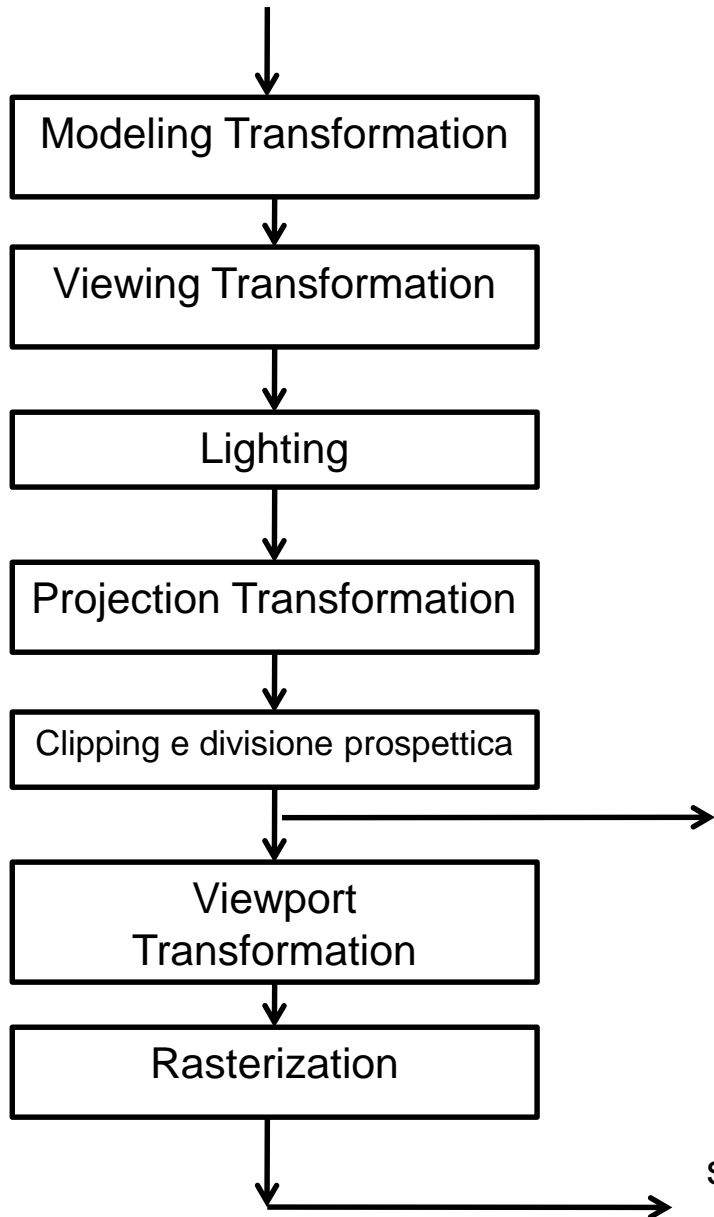 Modeling Transformation
Viewing Transformation
Lighting
Projection Transformation
Clipping e divisione prospettica
Viewport
Transformation
Rasterization